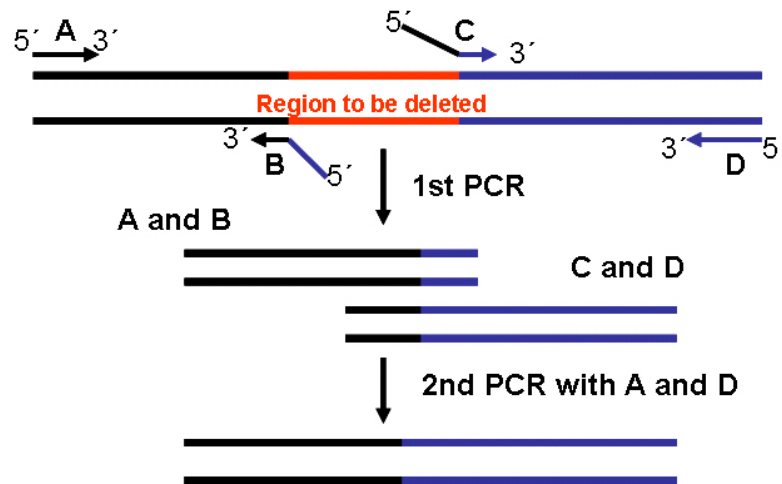 5´ A 3´
5´ C 3´
Region to be deleted
3´ B 5´
3´ D 5
1st PCR
A and B
C and D
2nd PCR with A and D